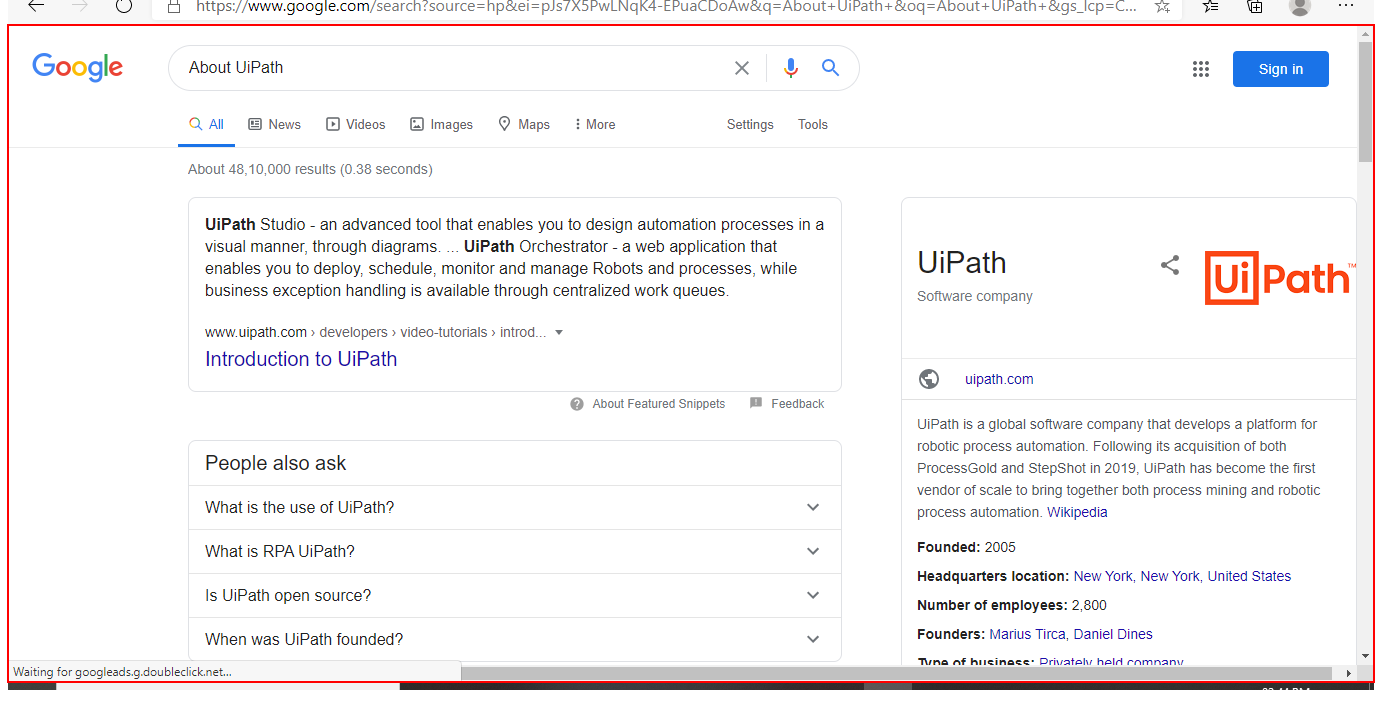 https://www.google.com/search?source=hp&ei=pJs7X5PwLNqK4-EPuaCDoAw&q=About+UiPath+&oq=About+UiPath+&gs_lcp=C...
Google
About UiPath
Sign in
All
News
Videos
Images
Maps
More
Settings
Tools
About 48,10,000 results (0.38 seconds)
UiPath Studio - an advanced tool that enables you to design automation processes in a
visual manner, through diagrams. ... UiPath Orchestrator - a web application that
enables you to deploy, schedule, monitor and manage Robots and processes, while
business exception handling is available through centralized work queues.
www.uipath.com › developers › video-tutorials › introd...
Introduction to UiPath
About Featured Snippets
Feedback
People also ask
What is the use of UiPath?
What is RPA UiPath?
Is UiPath open source?
When was UiPath founded?
UiPath
Software company
UiPath™
uipath.com
UiPath is a global software company that develops a platform for
robotic process automation. Following its acquisition of both
ProcessGold and StepShot in 2019, UiPath has become the first
vendor of scale to bring together both process mining and robotic
process automation. Wikipedia
Founded: 2005
Headquarters location: New York, New York, United States
Number of employees: 2,800
Founders: Marius Tirca, Daniel Dines
Type of business: Privately held company
Waiting for googleads.g.doubleclick.net...